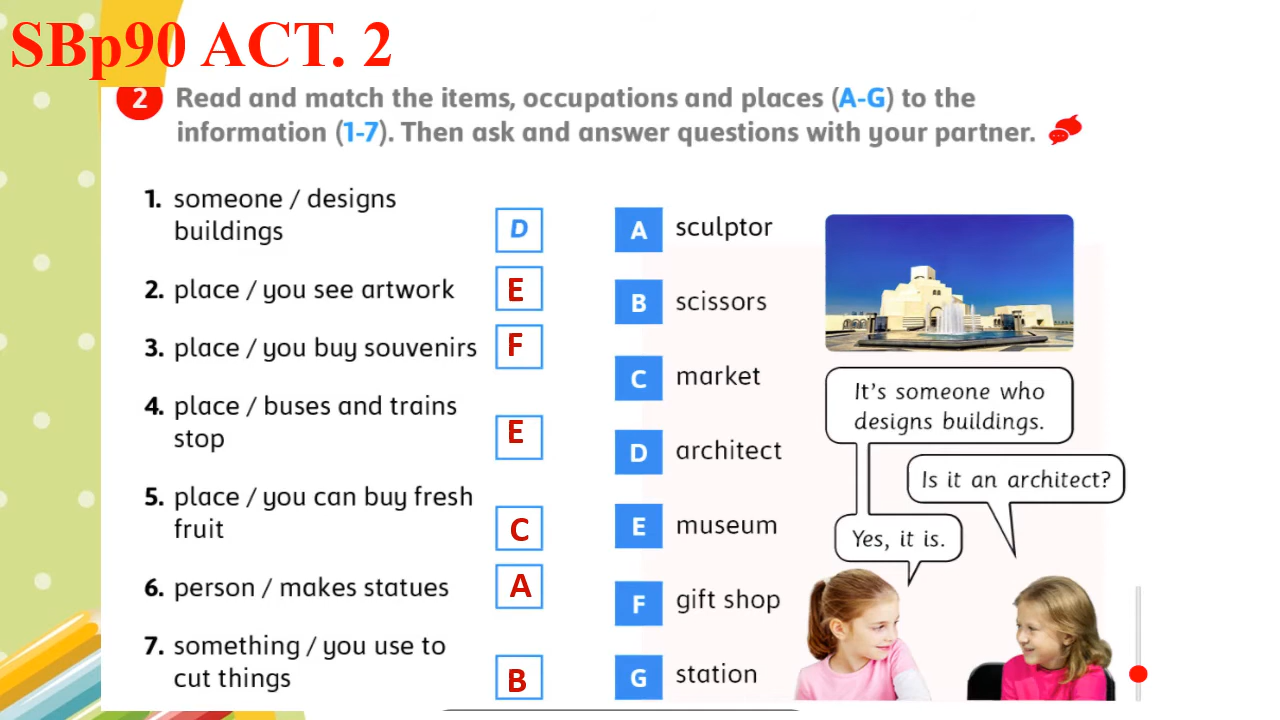 SBp90 ACT. 2
2 Read and match the items, occupations and places (A-G) to the
information (1-7). Then ask and answer questions with your partner.
1. someone / designs
buildings
D
2. place / you see artwork
E
3. place / you buy souvenirs
F
4. place / buses and trains
stop
E
5. place / you can buy fresh
fruit
C
6. person / makes statues
A
7. something / you use to
cut things
B
A sculptor
B scissors
C market
D architect
E museum
F gift shop
G station
It's someone who
designs buildings.
Is it an architect?
Yes, it is.